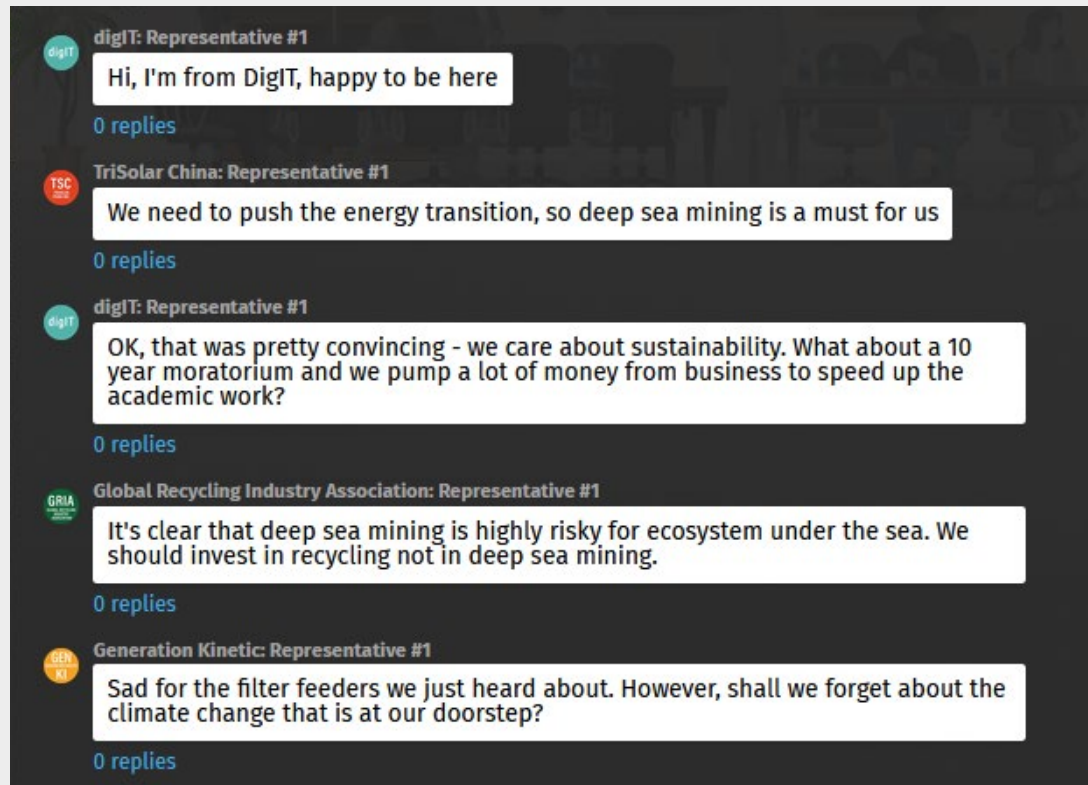 digIT: Representative #1
digIT
Hi, I'm from DigIT, happy to be here
0 replies
TriSolar China: Representative #1
TSC
We need to push the energy transition, so deep sea mining is a must for us
0 replies
digIT: Representative #1
digIT
OK, that was pretty convincing - we care about sustainability. What about a 10
year moratorium and we pump a lot of money from business to speed up the
academic work?
0 replies
Global Recycling Industry Association: Representative #1
GRIA
It's clear that deep sea mining is highly risky for ecosystem under the sea. We
should invest in recycling not in deep sea mining.
0 replies
Generation Kinetic: Representative #1
GEN
KI
Sad for the filter feeders we just heard about. However, shall we forget about the
climate change that is at our doorstep?
0 replies